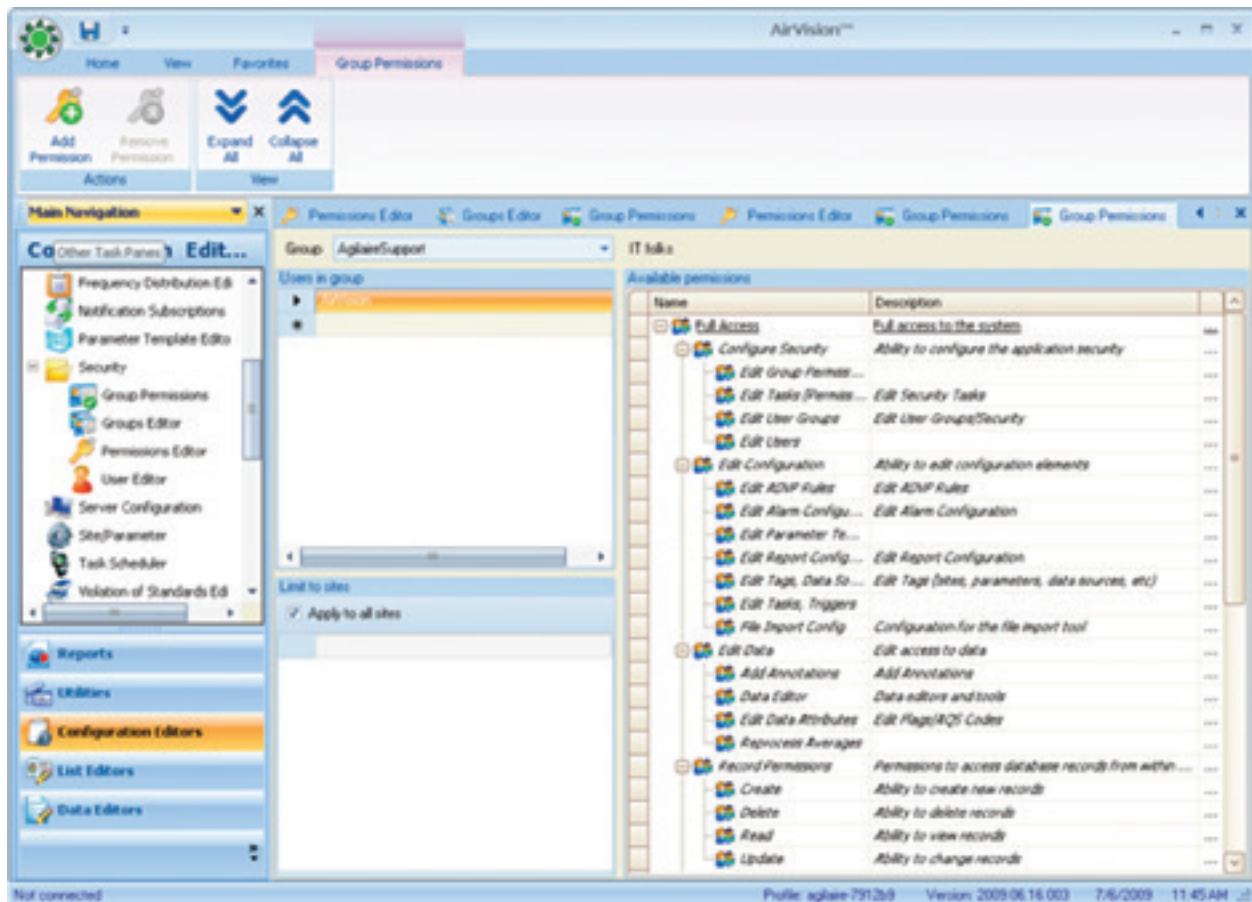 AirVision™
Home View Favorites Group Permissions
Add Permission
Remove Permission
Expand All
Collapse All
Actions
View
Main Navigation
Permissions Editor
Groups Editor
Group Permissions
Permissions Editor
Group Permissions
Group Permissions
Other Task Panes
Edit...
Frequency Distribution Edi
Notification Subscriptions
Parameter Template Edito
Security
Group Permissions
Groups Editor
Permissions Editor
User Editor
Server Configuration
Site/Parameter
Task Scheduler
Violation of Standards Edi
Reports
Utilities
Configuration Editors
List Editors
Data Editors
Group AgilaireSupport
IT folks
Users in group
AirVision
Limit to sites
Apply to all sites
Available permissions
Name Description
Full Access Full access to the system ...
Configure Security Ability to configure the application security ...
Edit Group Permiss... ...
Edit Tasks (Permiss... Edit Security Tasks ...
Edit User Groups Edit User Groups/Security ...
Edit Users ...
Edit Configuration Ability to edit configuration elements ...
Edit ADVP Rules Edit ADVP Rules ...
Edit Alarm Configu... Edit Alarm Configuration ...
Edit Parameter Te... ...
Edit Report Config... Edit Report Configuration ...
Edit Tags, Data So... Edit Tags (sites, parameters, data sources, etc) ...
Edit Tasks, Triggers ...
File Import Config Configuration for the file import tool ...
Edit Data Edit access to data ...
Add Annotations Add Annotations ...
Data Editor Data editors and tools ...
Edit Data Attributes Edit Flags/AQS Codes ...
Reprocess Averages ...
Record Permissions Permissions to access database records from within ... ...
Create Ability to create new records ...
Delete Ability to delete records ...
Read Ability to view records ...
Update Ability to change records ...
Not connected
Profile: agilaire-7912b9 Version: 2009.06.16.003 7/6/2009 11:45 AM